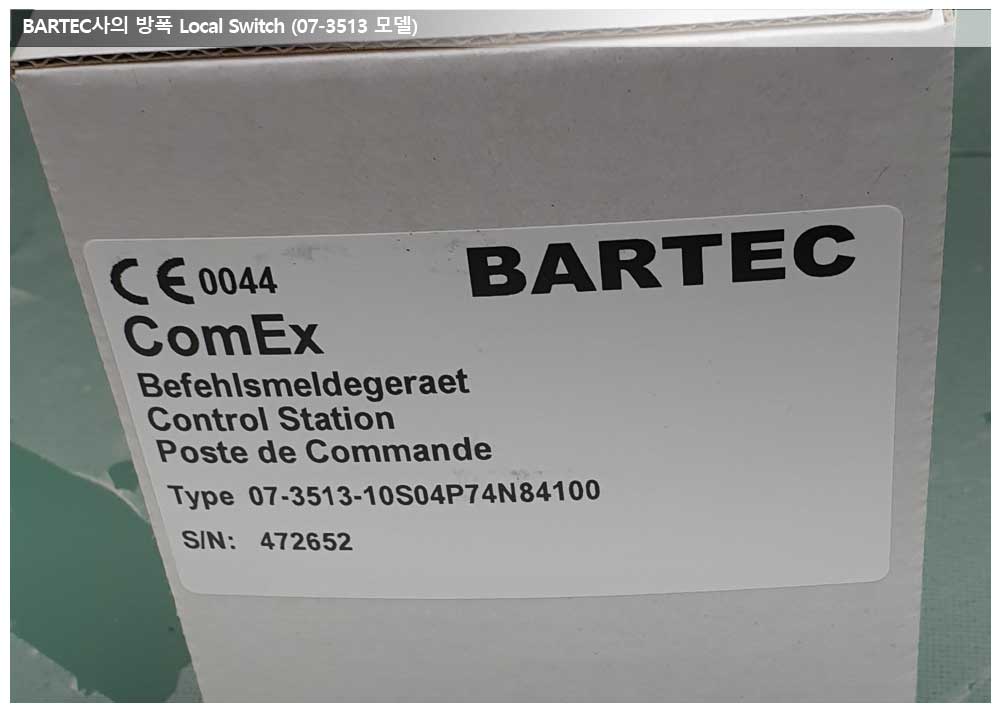 BARTEC사의 방폭 Local Switch (07-3513 모델)
CE 0044
BARTEC
ComEx
Befehlsmeldegeraet
Control Station
Poste de Commande
Type 07-3513-10S04P74N84100
S/N: 472652